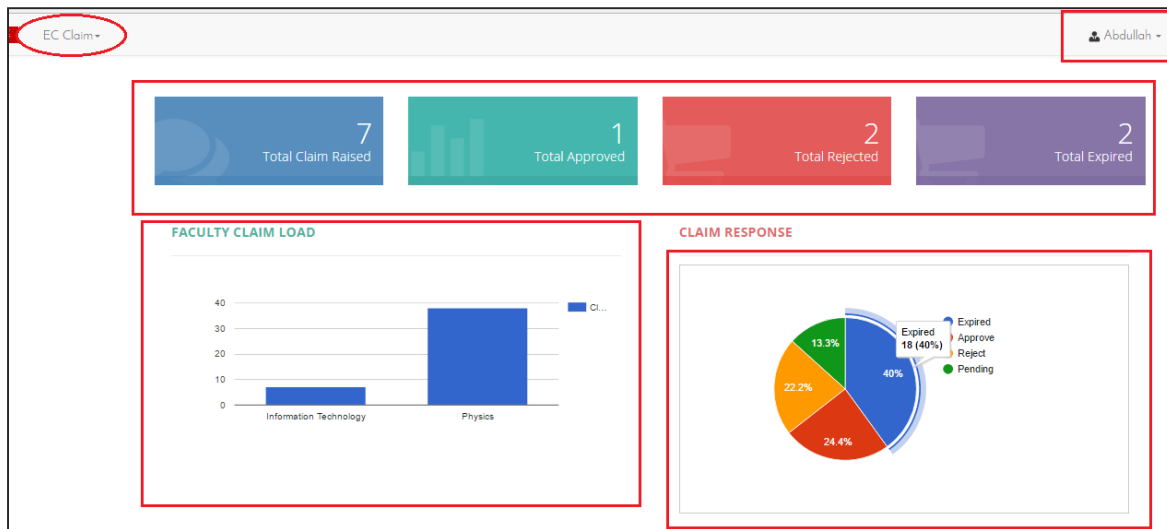 EC Claim
Abdullah
7
Total Claim Raised
1
Total Approved
2
Total Rejected
2
Total Expired
FACULTY CLAIM LOAD
40
30
20
10
0
Information Technology
Physics
Cl...
CLAIM RESPONSE
13.3%
22.2%
24.4%
40%
Expired
18 (40%)
Expired
Approve
Reject
Pending